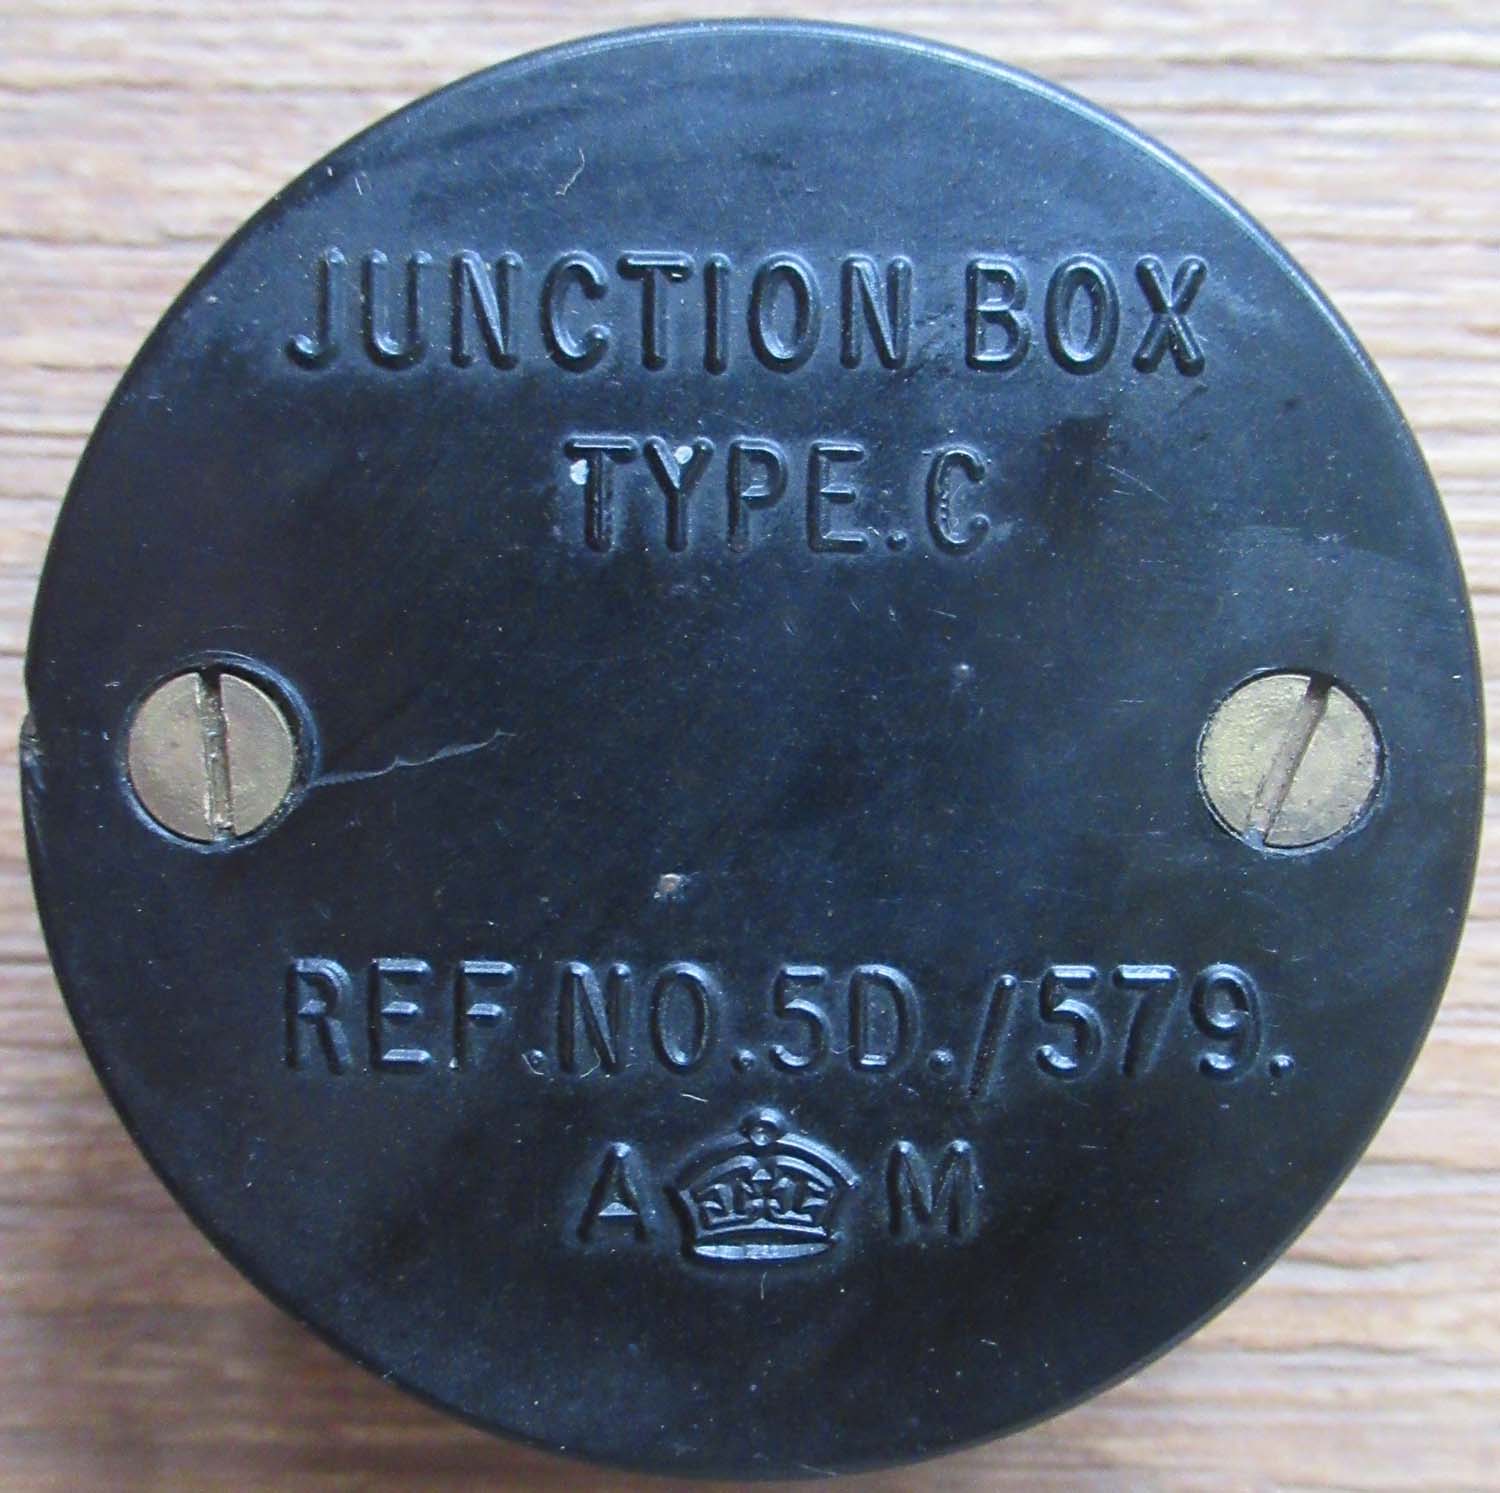 JUNCTION BOX
TYPE.C
REF.NO.5D./579.
A M